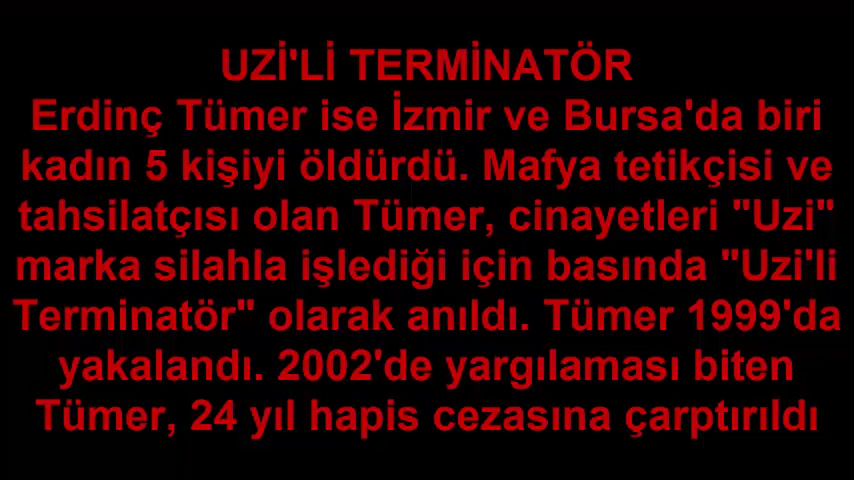 UZİ'Lİ TERMİNATÖR
Erdinç Tümer ise İzmir ve Bursa'da biri
kadın 5 kişiyi öldürdü. Mafya tetikçisi ve
tahsilatçısı olan Tümer, cinayetleri "Uzi"
marka silahla işlediği için basında "Uzi'li
Terminatör" olarak anıldı. Tümer 1999'da
yakalandı. 2002'de yargılaması biten
Tümer, 24 yıl hapis cezasına çarptırıldı